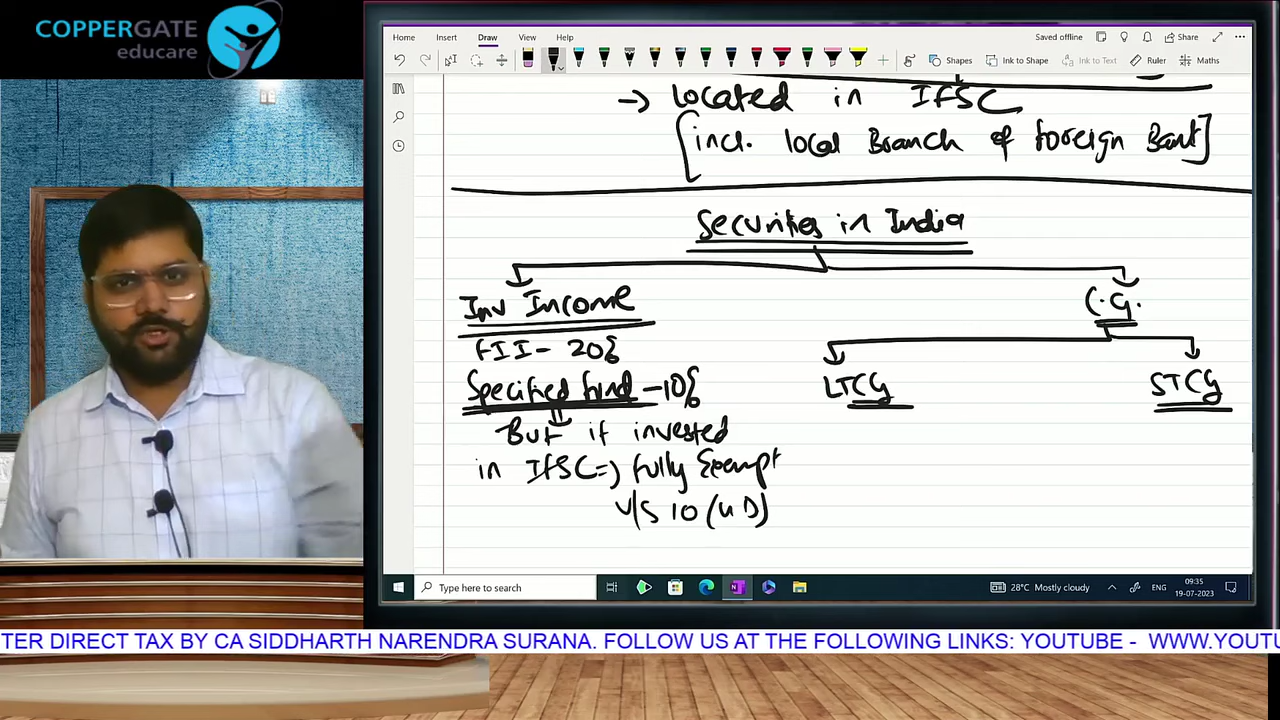 COPPERGATE
educare
Home Insert Draw View Help
Saved offline
Share
Shapes
Ink to Shape
Ink to Text
Ruler
Maths
→ located in IFSC
[incl. local Branch of Foreign Bank]
Securities in India
Inv Income
C.G.
FII - 20%
LTCG
STCG
Specified fund - 10%
But if invested
in IFSC => fully Exempt
U/S 10 (4D)
Type here to search
28°C Mostly cloudy
ENG
09:35
19-07-2023
TER DIRECT TAX BY CA SIDDHARTH NARENDRA SURANA. FOLLOW US AT THE FOLLOWING LINKS: YOUTUBE - WWW.YOUTU